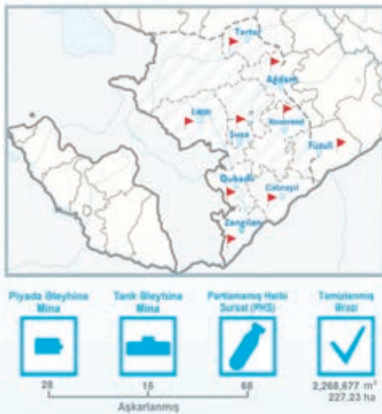 Tərtər
Ağdam
Laçın
Xocavənd
Şuşa
Füzuli
Qubadlı
Cəbrayıl
Zəngilan
Piyada Əleyhinə Mina
Tank Əleyhinə Mina
Partlamamış Hərbi Sursat (PHS)
Təmizlənmiş Ərazi
28
15
68
2,268,677 m²
227.23 ha
Aşkarlanmış